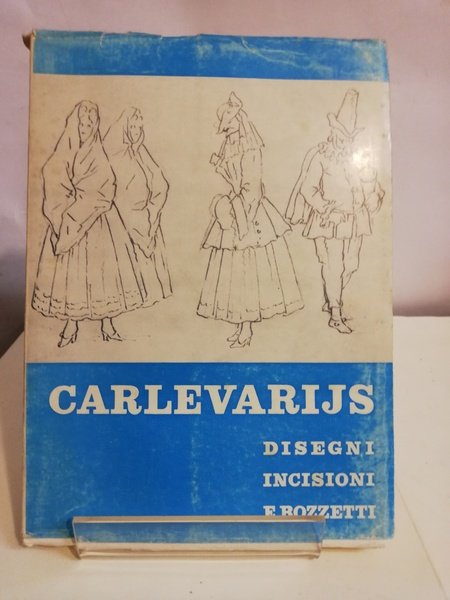 CARLEVARIJS
DISEGNI
INCISIONI
E BOZZETTI